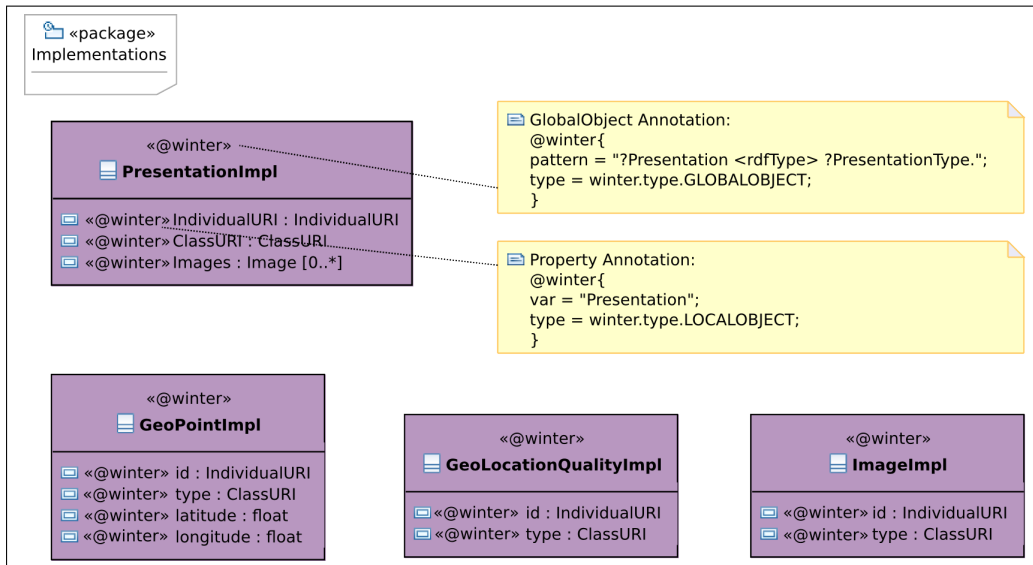 «package»
Implementations
«@winter»
PresentationImpl
«@winter» IndividualURI : IndividualURI
«@winter» ClassURI : ClassURI
«@winter» Images : Image [0..*]
GlobalObject Annotation:
@winter{
pattern = "?Presentation <rdfType> ?PresentationType.";
type = winter.type.GLOBALOBJECT;
}
Property Annotation:
@winter{
var = "Presentation";
type = winter.type.LOCALOBJECT;
}
«@winter»
GeoPointImpl
«@winter» id : IndividualURI
«@winter» type : ClassURI
«@winter» latitude : float
«@winter» longitude : float
«@winter»
GeoLocationQualityImpl
«@winter» id : IndividualURI
«@winter» type : ClassURI
«@winter»
ImageImpl
«@winter» id : IndividualURI
«@winter» type : ClassURI